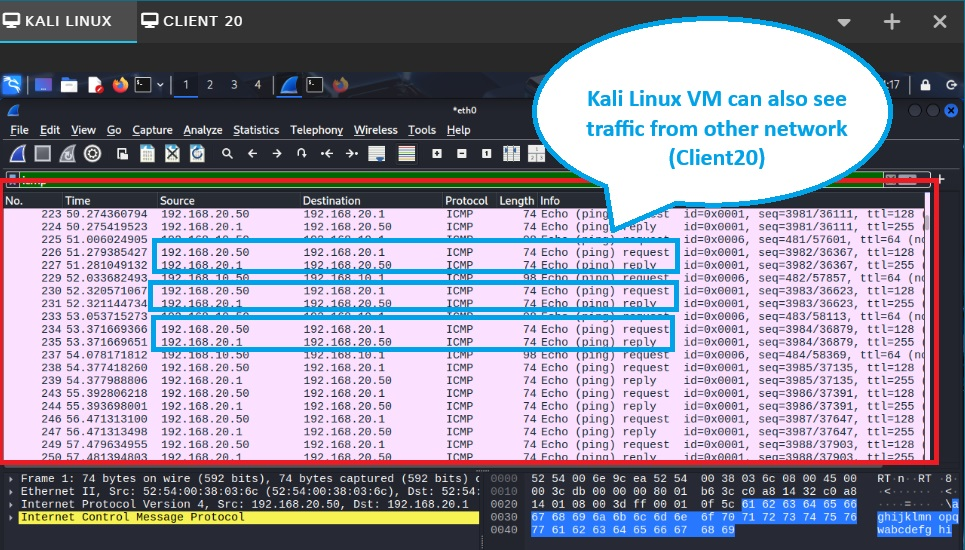 KALI LINUX CLIENT 20
1 2 3 4 :17
*eth0
File Edit View Go Capture Analyze Statistics Telephony Wireless Tools Help
Kali Linux VM can also see
traffic from other network
(Client20)
No. Time Source Destination Protocol Length Info
223 50.274360794 192.168.20.50 192.168.20.1 ICMP 74 Echo (ping) request id=0x0001, seq=3981/36111, ttl=128 (
224 50.275419523 192.168.20.1 192.168.20.50 ICMP 74 Echo (ping) reply id=0x0001, seq=3981/36111, ttl=255 (
225 51.006024905 id=0x0006, seq=481/57601, ttl=64 (no
226 51.279385427 192.168.20.50 192.168.20.1 ICMP 74 Echo (ping) request id=0x0001, seq=3982/36367, ttl=128 (
227 51.281049132 192.168.20.1 192.168.20.50 ICMP 74 Echo (ping) reply id=0x0001, seq=3982/36367, ttl=255 (
229 52.033682493 192.168.10.50 192.168.20.1 ICMP 98 Echo (ping) request id=0x0006, seq=482/57857, ttl=64 (no
230 52.320571067 192.168.20.50 192.168.20.1 ICMP 74 Echo (ping) request id=0x0001, seq=3983/36623, ttl=128 (
231 52.321144734 192.168.20.1 192.168.20.50 ICMP 74 Echo (ping) reply id=0x0001, seq=3983/36623, ttl=255 (
233 53.053715273 id=0x0006, seq=483/58113, ttl=64 (no
234 53.371669366 192.168.20.50 192.168.20.1 ICMP 74 Echo (ping) request id=0x0001, seq=3984/36879, ttl=128 (
235 53.371669651 192.168.20.1 192.168.20.50 ICMP 74 Echo (ping) reply id=0x0001, seq=3984/36879, ttl=255 (
237 54.078171812 192.168.10.50 192.168.20.1 ICMP 98 Echo (ping) request id=0x0006, seq=484/58369, ttl=64 (no
238 54.377418260 192.168.20.50 192.168.20.1 ICMP 74 Echo (ping) request id=0x0001, seq=3985/37135, ttl=128 (
239 54.377988806 192.168.20.1 192.168.20.50 ICMP 74 Echo (ping) reply id=0x0001, seq=3985/37135, ttl=255 (
243 55.392806218 192.168.20.50 192.168.20.1 ICMP 74 Echo (ping) request id=0x0001, seq=3986/37391, ttl=128 (
244 55.393698001 192.168.20.1 192.168.20.50 ICMP 74 Echo (ping) reply id=0x0001, seq=3986/37391, ttl=255 (
246 56.471313100 192.168.20.50 192.168.20.1 ICMP 74 Echo (ping) request id=0x0001, seq=3987/37647, ttl=128 (
247 56.471313498 192.168.20.1 192.168.20.50 ICMP 74 Echo (ping) reply id=0x0001, seq=3987/37647, ttl=255 (
249 57.479634955 192.168.20.50 192.168.20.1 ICMP 74 Echo (ping) request id=0x0001, seq=3988/37903, ttl=128 (
250 57.481394803 192.168.20.1 192.168.20.50 ICMP 74 Echo (ping) reply id=0x0001, seq=3988/37903, ttl=255 (
Frame 1: 74 bytes on wire (592 bits), 74 bytes captured (592 bits) o
Ethernet II, Src: 52:54:00:38:03:6c (52:54:00:38:03:6c), Dst: 52:54:
Internet Protocol Version 4, Src: 192.168.20.50, Dst: 192.168.20.1
Internet Control Message Protocol
0000 52 54 00 6e 9c ea 52 54 00 38 03 6c 08 00 45 00 RT·n··RT ·8·
0010 00 3c db 00 00 00 80 01 b6 3c c0 a8 14 32 c0 a8
0020 14 01 08 00 3d ff 00 01 0f 5c 61 62 63 64 65 66
0030 67 68 69 6a 6b 6c 6d 6e 6f 70 71 72 73 74 75 76 ghijklmn opq
0040 77 61 62 63 64 65 66 67 68 69 wabcdefg hi